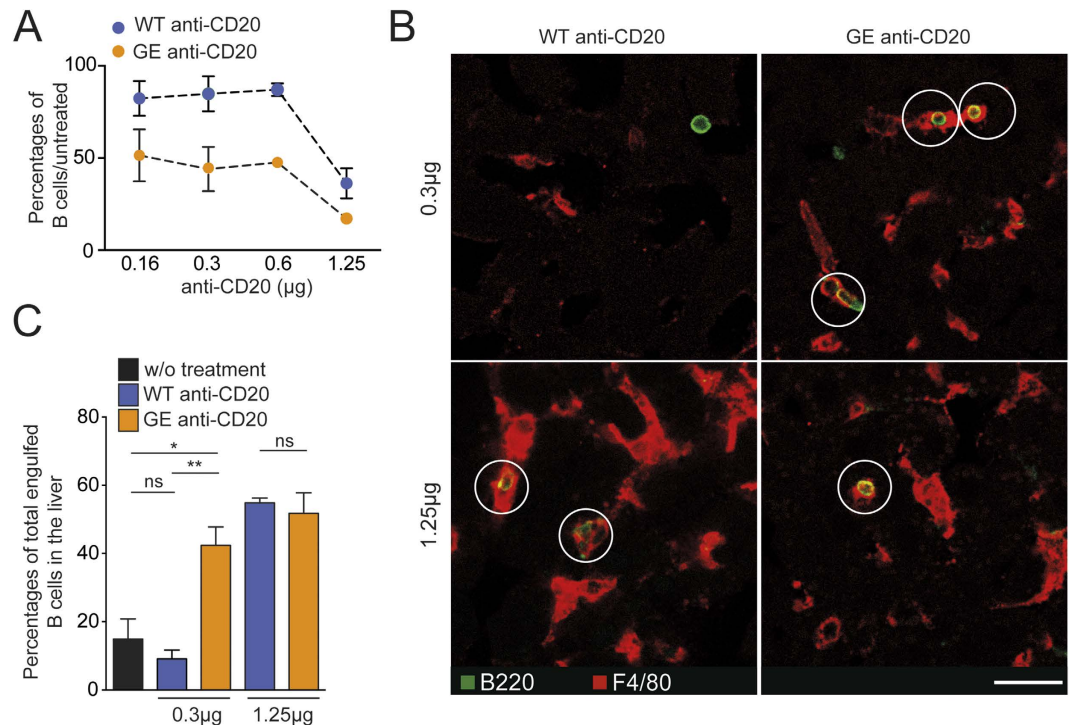 A
WT anti-CD20
GE anti-CD20
Percentages of
B cells/untreated
100
50
0
0.16 0.3 0.6 1.25
anti-CD20 (µg)
B
WT anti-CD20 GE anti-CD20
0.3µg
1.25µg
B220 F4/80
C
w/o treatment
WT anti-CD20
GE anti-CD20
Percentages of total engulfed
B cells in the liver
80
60
40
20
0
*
ns
**
ns
0.3µg 1.25µg